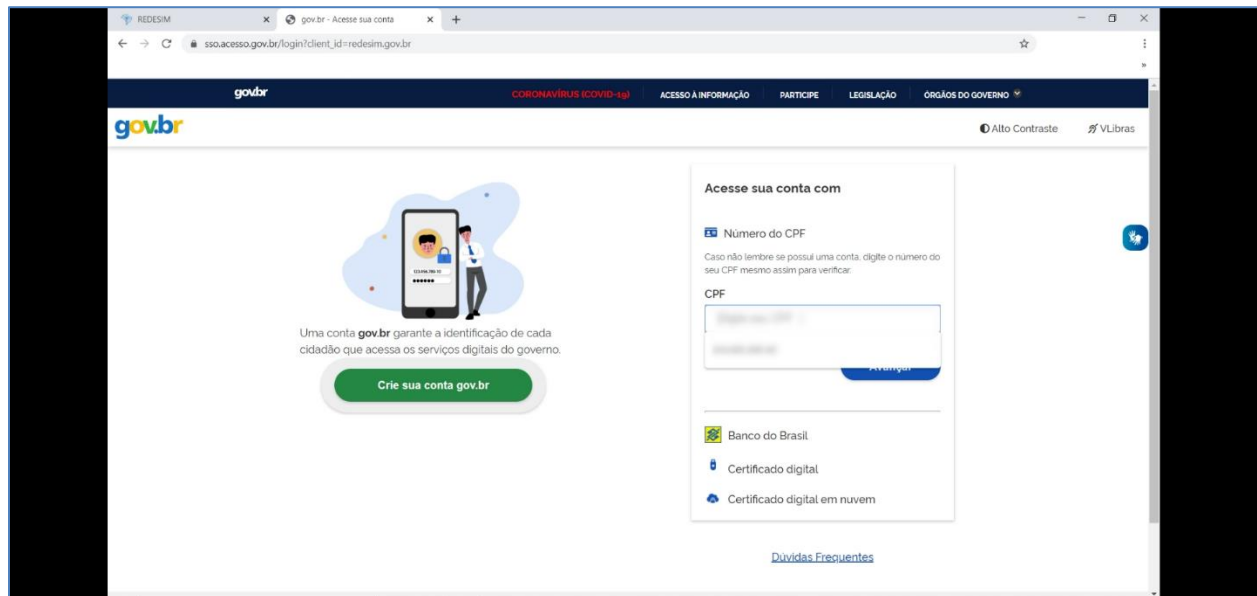 REDESIM
gov.br - Acesse sua conta
sso.acesso.gov.br/login?client_id=redesim.gov.br
gov.br
CORONAVÍRUS (COVID-19)
ACESSO À INFORMAÇÃO
PARTICIPE
LEGISLAÇÃO
ÓRGÃOS DO GOVERNO
gov.br
Alto Contraste
VLibras
Uma conta gov.br garante a identificação de cada
cidadão que acessa os serviços digitais do governo.
Crie sua conta gov.br
Acesse sua conta com
Número do CPF
Caso não lembre se possui uma conta, digite o número do
seu CPF mesmo assim para verificar.
CPF
Avançar
Banco do Brasil
Certificado digital
Certificado digital em nuvem
Dúvidas Frequentes